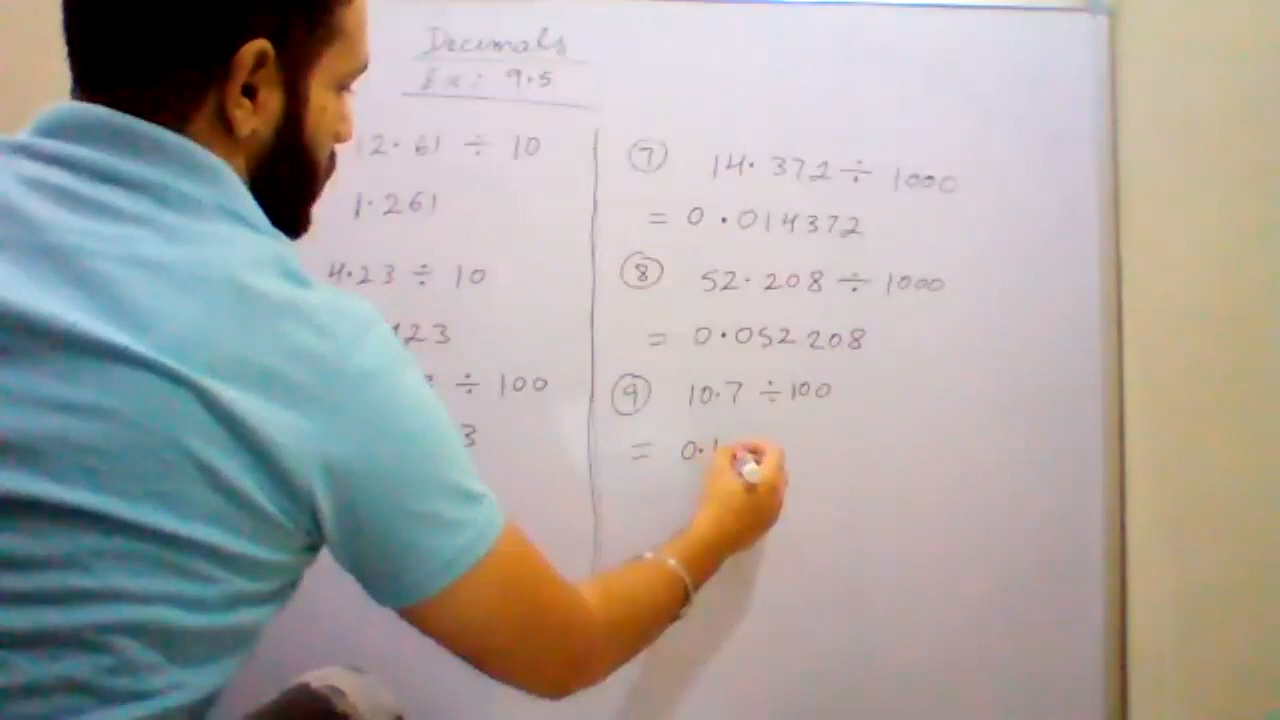 Decimals
Ex: 9.5
12.61 ÷ 10
1.261
4.23 ÷ 10
423
÷ 100
3
7 14.372 ÷ 1000
= 0.014372
8 52.208 ÷ 1000
= 0.052208
9 10.7 ÷ 100
= 0.1